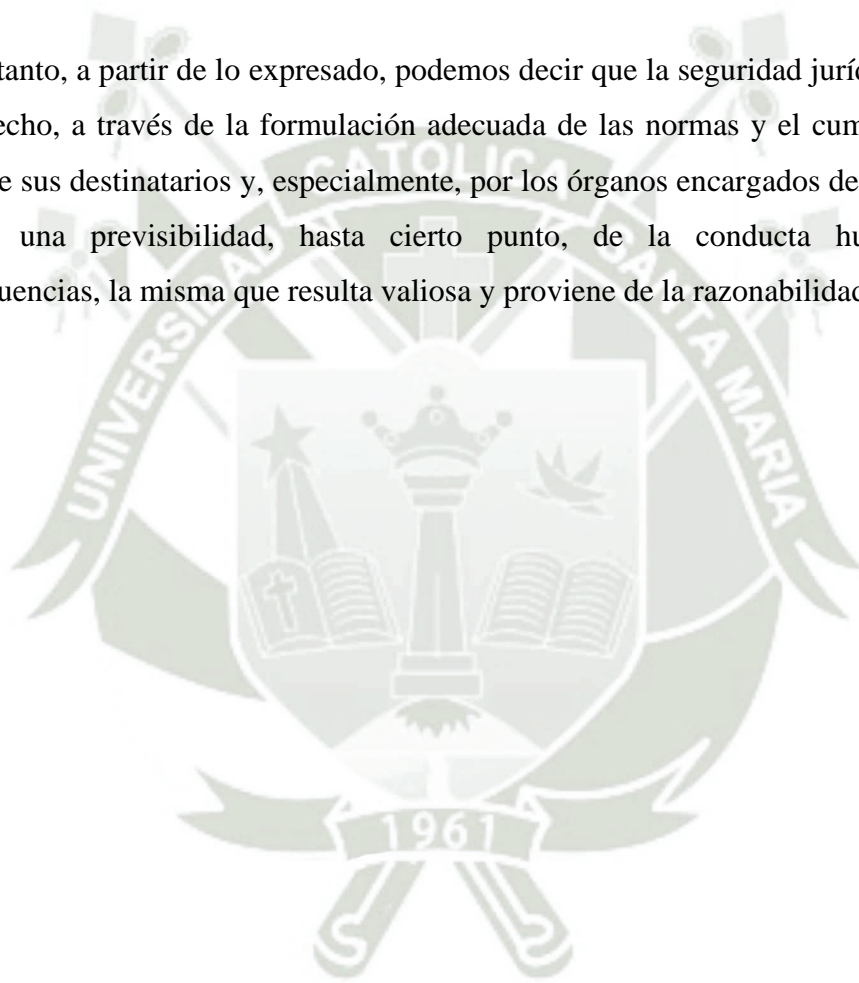 tanto, a partir de lo expresado, podemos decir que la seguridad juríd
echo, a través de la formulación adecuada de las normas y el cum
e sus destinatarios y, especialmente, por los órganos encargados de
una previsibilidad, hasta cierto punto, de la conducta hu
uencias, la misma que resulta valiosa y proviene de la razonabilidad
UNIVERSIDAD CATOLICA SANTA MARIA
1961